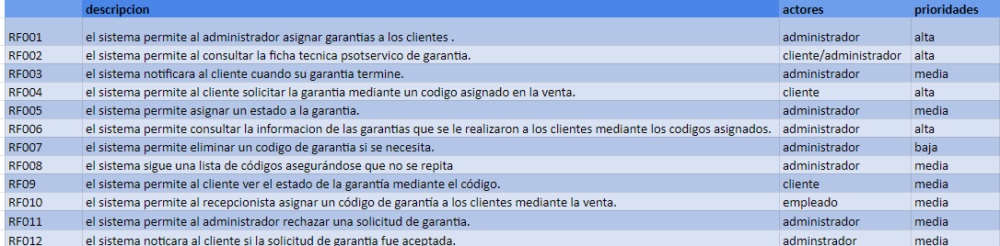 descripcion actores prioridades
RF001 el sistema permite al administrador asignar garantias a los clientes . administrador alta
RF002 el sistema permite al consultar la ficha tecnica psotservico de garantia. cliente/administrador alta
RF003 el sistema notificara al cliente cuando su garantia termine. administrador media
RF004 el sistema permite al cliente solicitar la garantia mediante un codigo asignado en la venta. cliente alta
RF005 el sistema permite asignar un estado a la garantia. administrador media
RF006 el sistema permite consultar la informacion de las garantias que se le realizaron a los clientes mediante los codigos asignados. administrador alta
RF007 el sistema permite eliminar un codigo de garantia si se necesita. administrador baja
RF008 el sistema sigue una lista de códigos asegurándose que no se repita administrador media
RF09 el sistema permite al cliente ver el estado de la garantía mediante el código. cliente media
RF010 el sistema permite al recepcionista asignar un código de garantía a los clientes mediante la venta. empleado media
RF011 el sistema permite al administrador rechazar una solicitud de garantia. administrador media
RF012 el sistema noticara al cliente si la solicitud de garantia fue aceptada. adminstrador media